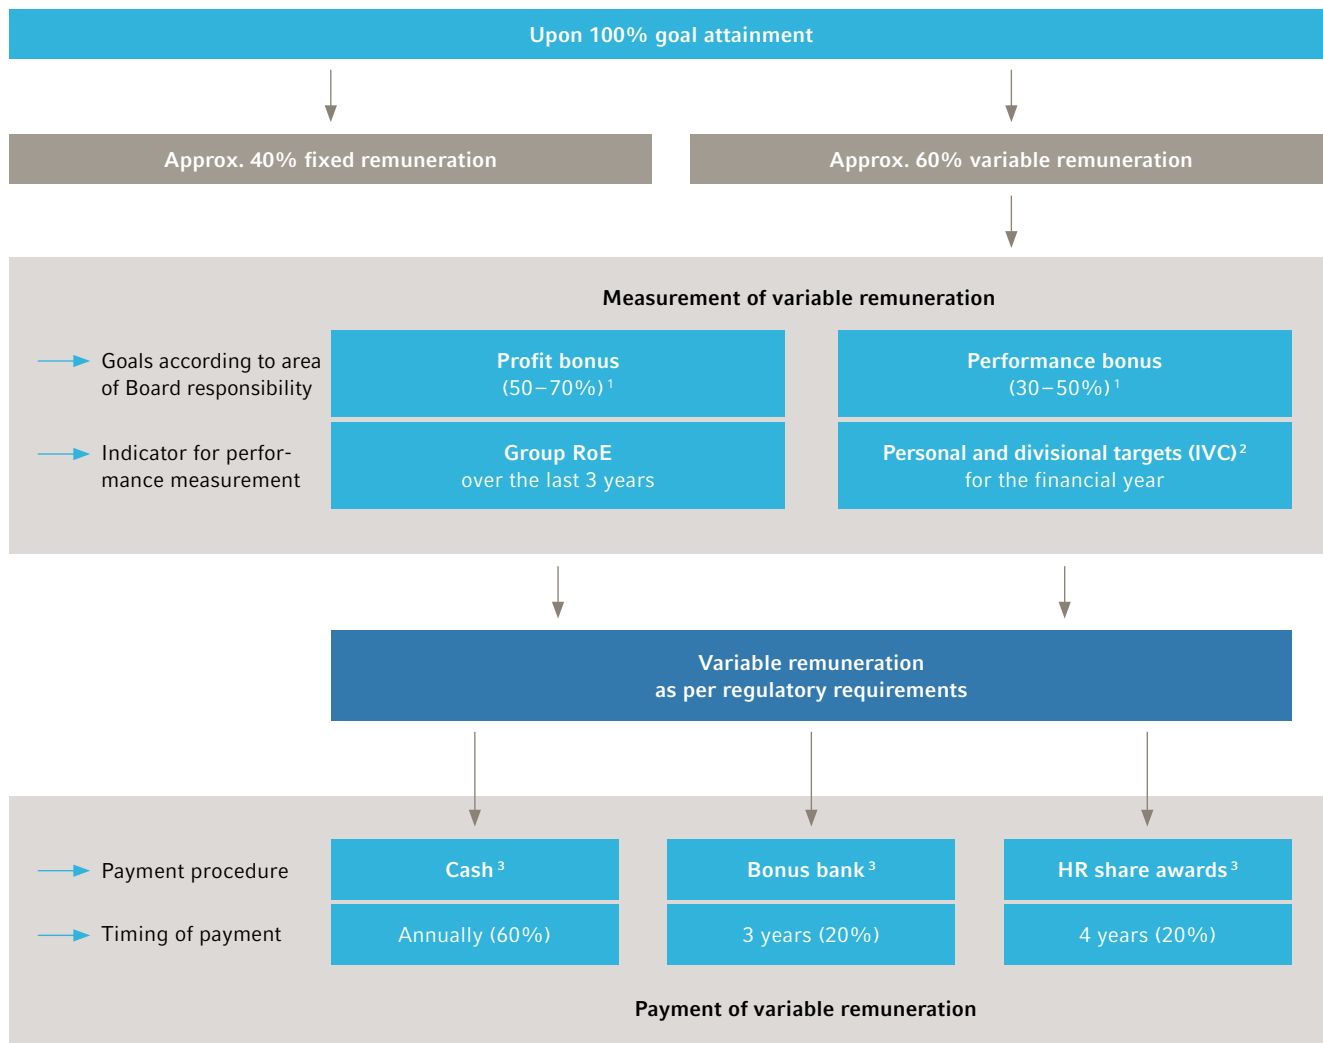 Upon 100% goal attainment
Approx. 40% fixed remuneration
Approx. 60% variable remuneration
Measurement of variable remuneration
Goals according to area
of Board responsibility
Profit bonus
(50–70%) 1
Performance bonus
(30–50%) 1
Indicator for perfor-
mance measurement
Group RoE
over the last 3 years
Personal and divisional targets (IVC) 2
for the financial year
Variable remuneration
as per regulatory requirements
Payment procedure
Cash 3
Bonus bank 3
HR share awards 3
Timing of payment
Annually (60%)
3 years (20%)
4 years (20%)
Payment of variable remuneration